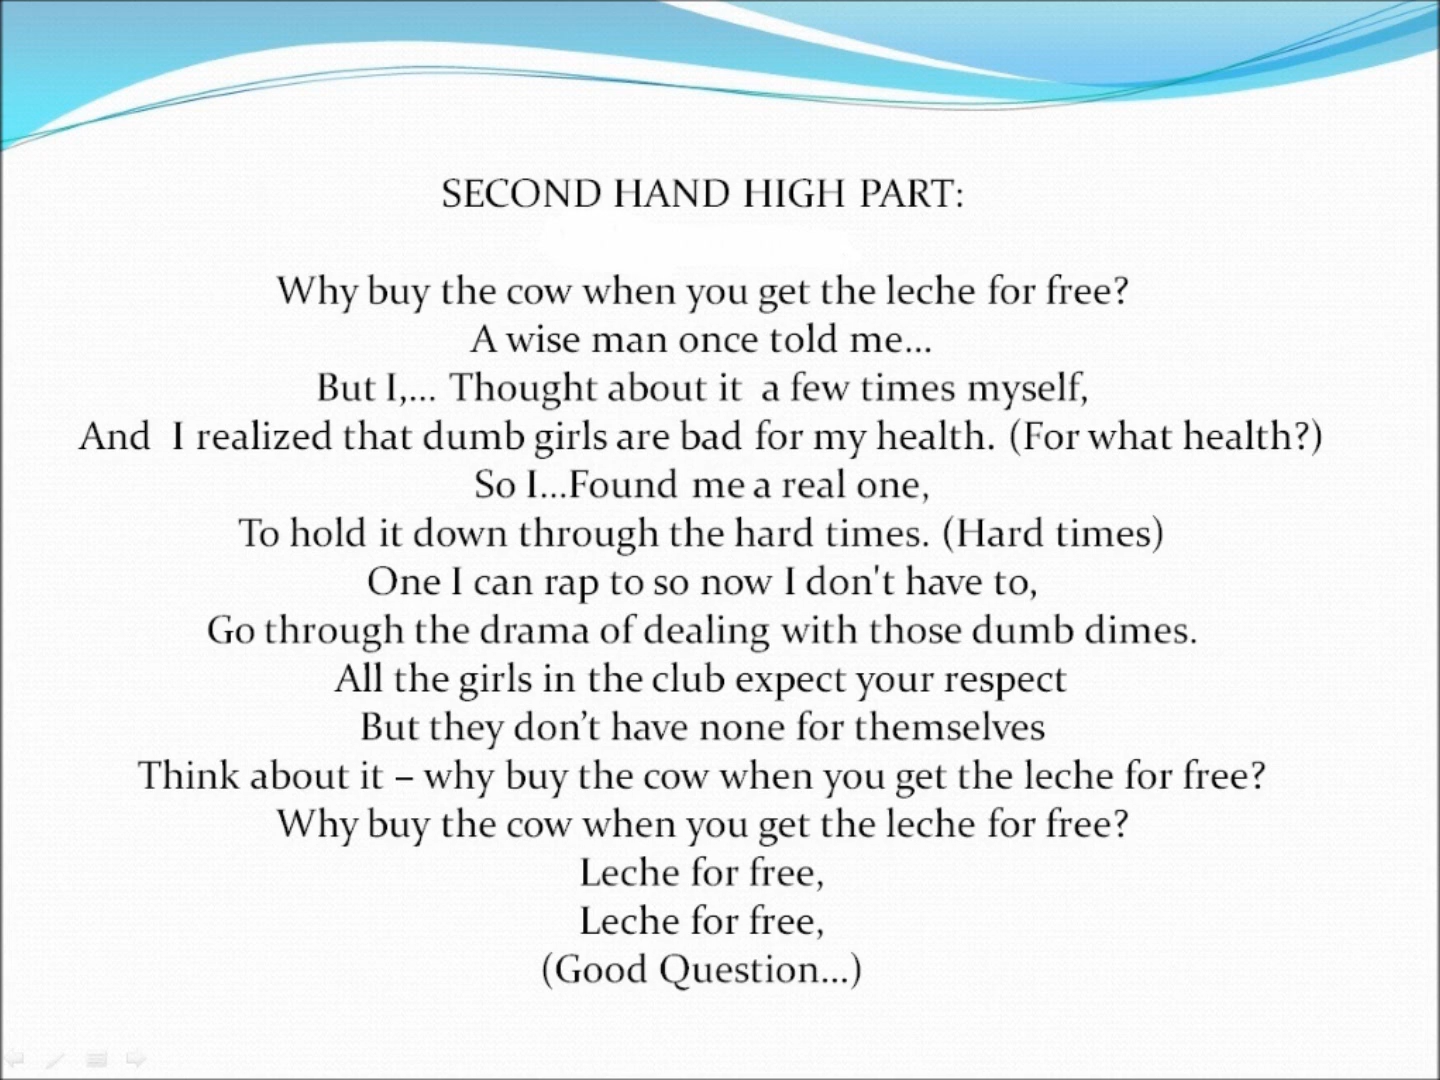 SECOND HAND HIGH PART:
Why buy the cow when you get the leche for free?
A wise man once told me...
But I,... Thought about it  a few times myself,
And  I realized that dumb girls are bad for my health. (For what health?)
So I...Found me a real one,
To hold it down through the hard times. (Hard times)
One I can rap to so now I don't have to,
Go through the drama of dealing with those dumb dimes.
All the girls in the club expect your respect
But they don’t have none for themselves
Think about it – why buy the cow when you get the leche for free?
Why buy the cow when you get the leche for free?
Leche for free,
Leche for free,
(Good Question...)